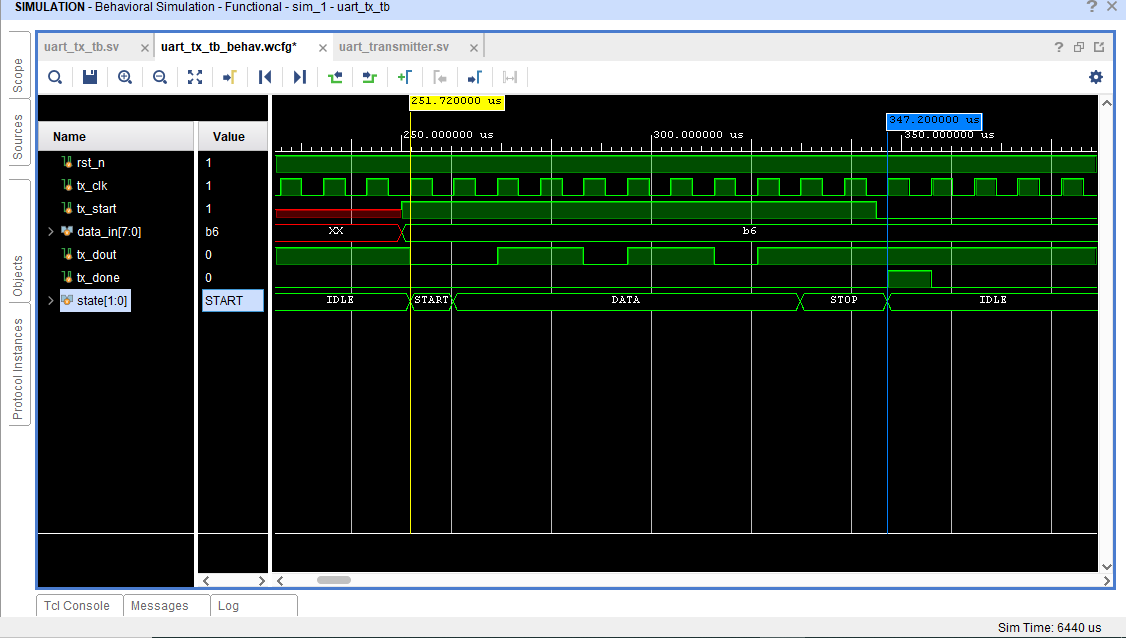 SIMULATION - Behavioral Simulation - Functional - sim_1 - uart_tx_tb
? ✕
Scope
Sources
Objects
Protocol Instances
uart_tx_tb.sv ×
uart_tx_tb_behav.wcfg* ×
uart_transmitter.sv ×
?
251.720000 us
347.200000 us
250.000000 us
300.000000 us
350.000000 us
Name Value
rst_n 1
tx_clk 1
tx_start 1
data_in[7:0] b6 XX b6
tx_dout 0
tx_done 0
state[1:0] START IDLE START DATA STOP IDLE
Tcl Console Messages Log
Sim Time: 6440 us